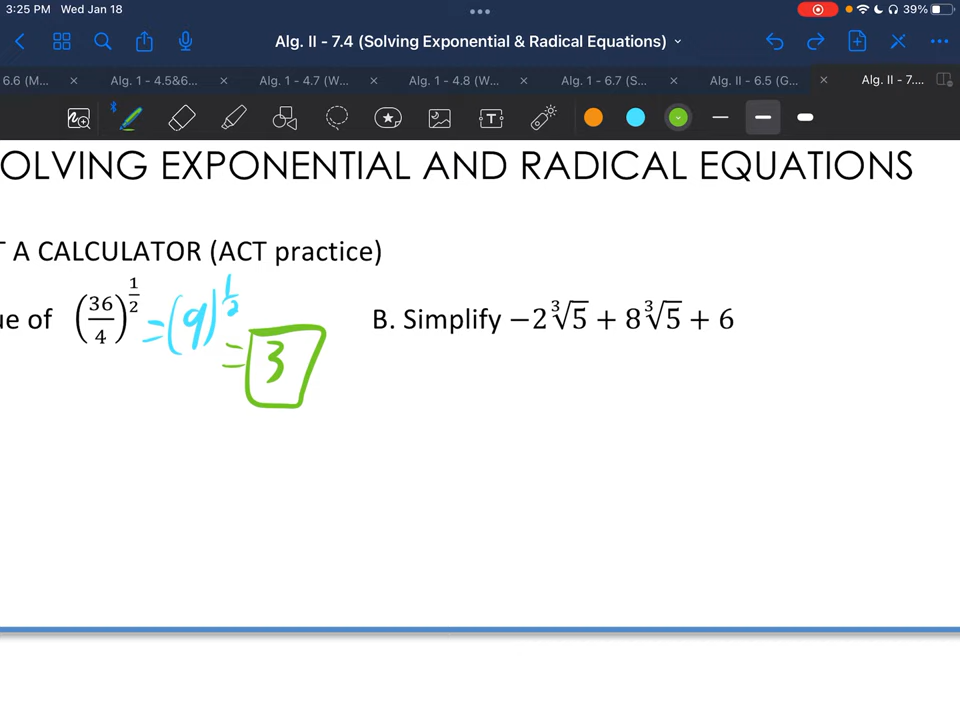 3:25 PM Wed Jan 18 39%
Alg. II - 7.4 (Solving Exponential & Radical Equations)
6.6 (M... Alg. 1 - 4.5&6... Alg. 1 - 4.7 (W... Alg. 1 - 4.8 (W... Alg. 1 - 6.7 (S... Alg. II - 6.5 (G... Alg. II - 7....
OLVING EXPONENTIAL AND RADICAL EQUATIONS
T A CALCULATOR (ACT practice)
ue of (36/4)^(1/2) = (9)^(1/2)
= 3
B. Simplify −2∛5 + 8∛5 + 6